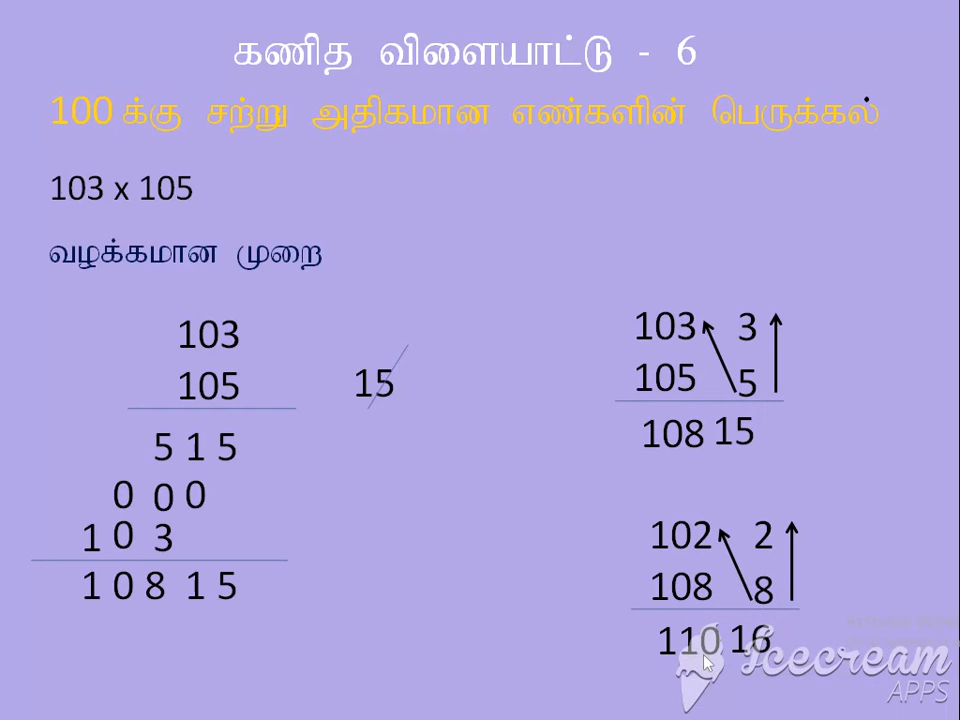 கணித விளையாட்டு - 6
100 க்கு சற்று அதிகமான எண்களின் பெருக்கல்
103 x 105
வழக்கமான முறை
103
105
15
5 1 5
0 0 0
1 0 3
1 0 8 1 5
103 3
105 5
108 15
102 2
108 8
110 16
Icecream
APPS